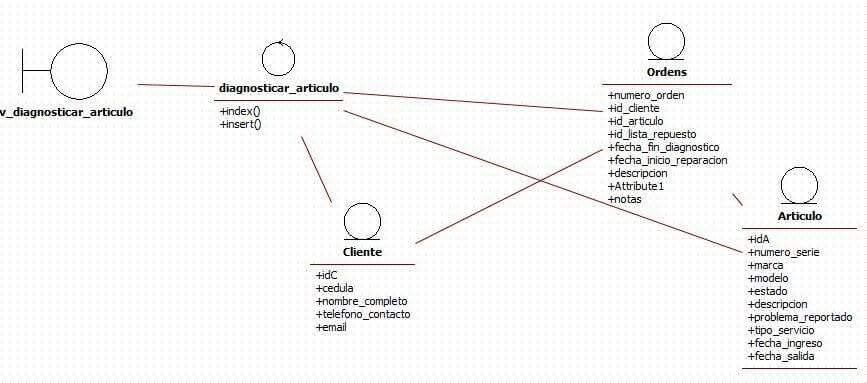 v_diagnosticar_articulo
diagnosticar_articulo
+index()
+insert()
Ordens
+numero_orden
+id_cliente
+id_articulo
+id_lista_repuesto
+fecha_fin_diagnostico
+fecha_inicio_reparacion
+descripcion
+Attribute1
+notas
Cliente
+idC
+cedula
+nombre_completo
+telefono_contacto
+email
Articulo
+idA
+numero_serie
+marca
+modelo
+estado
+descripcion
+problema_reportado
+tipo_servicio
+fecha_ingreso
+fecha_salida